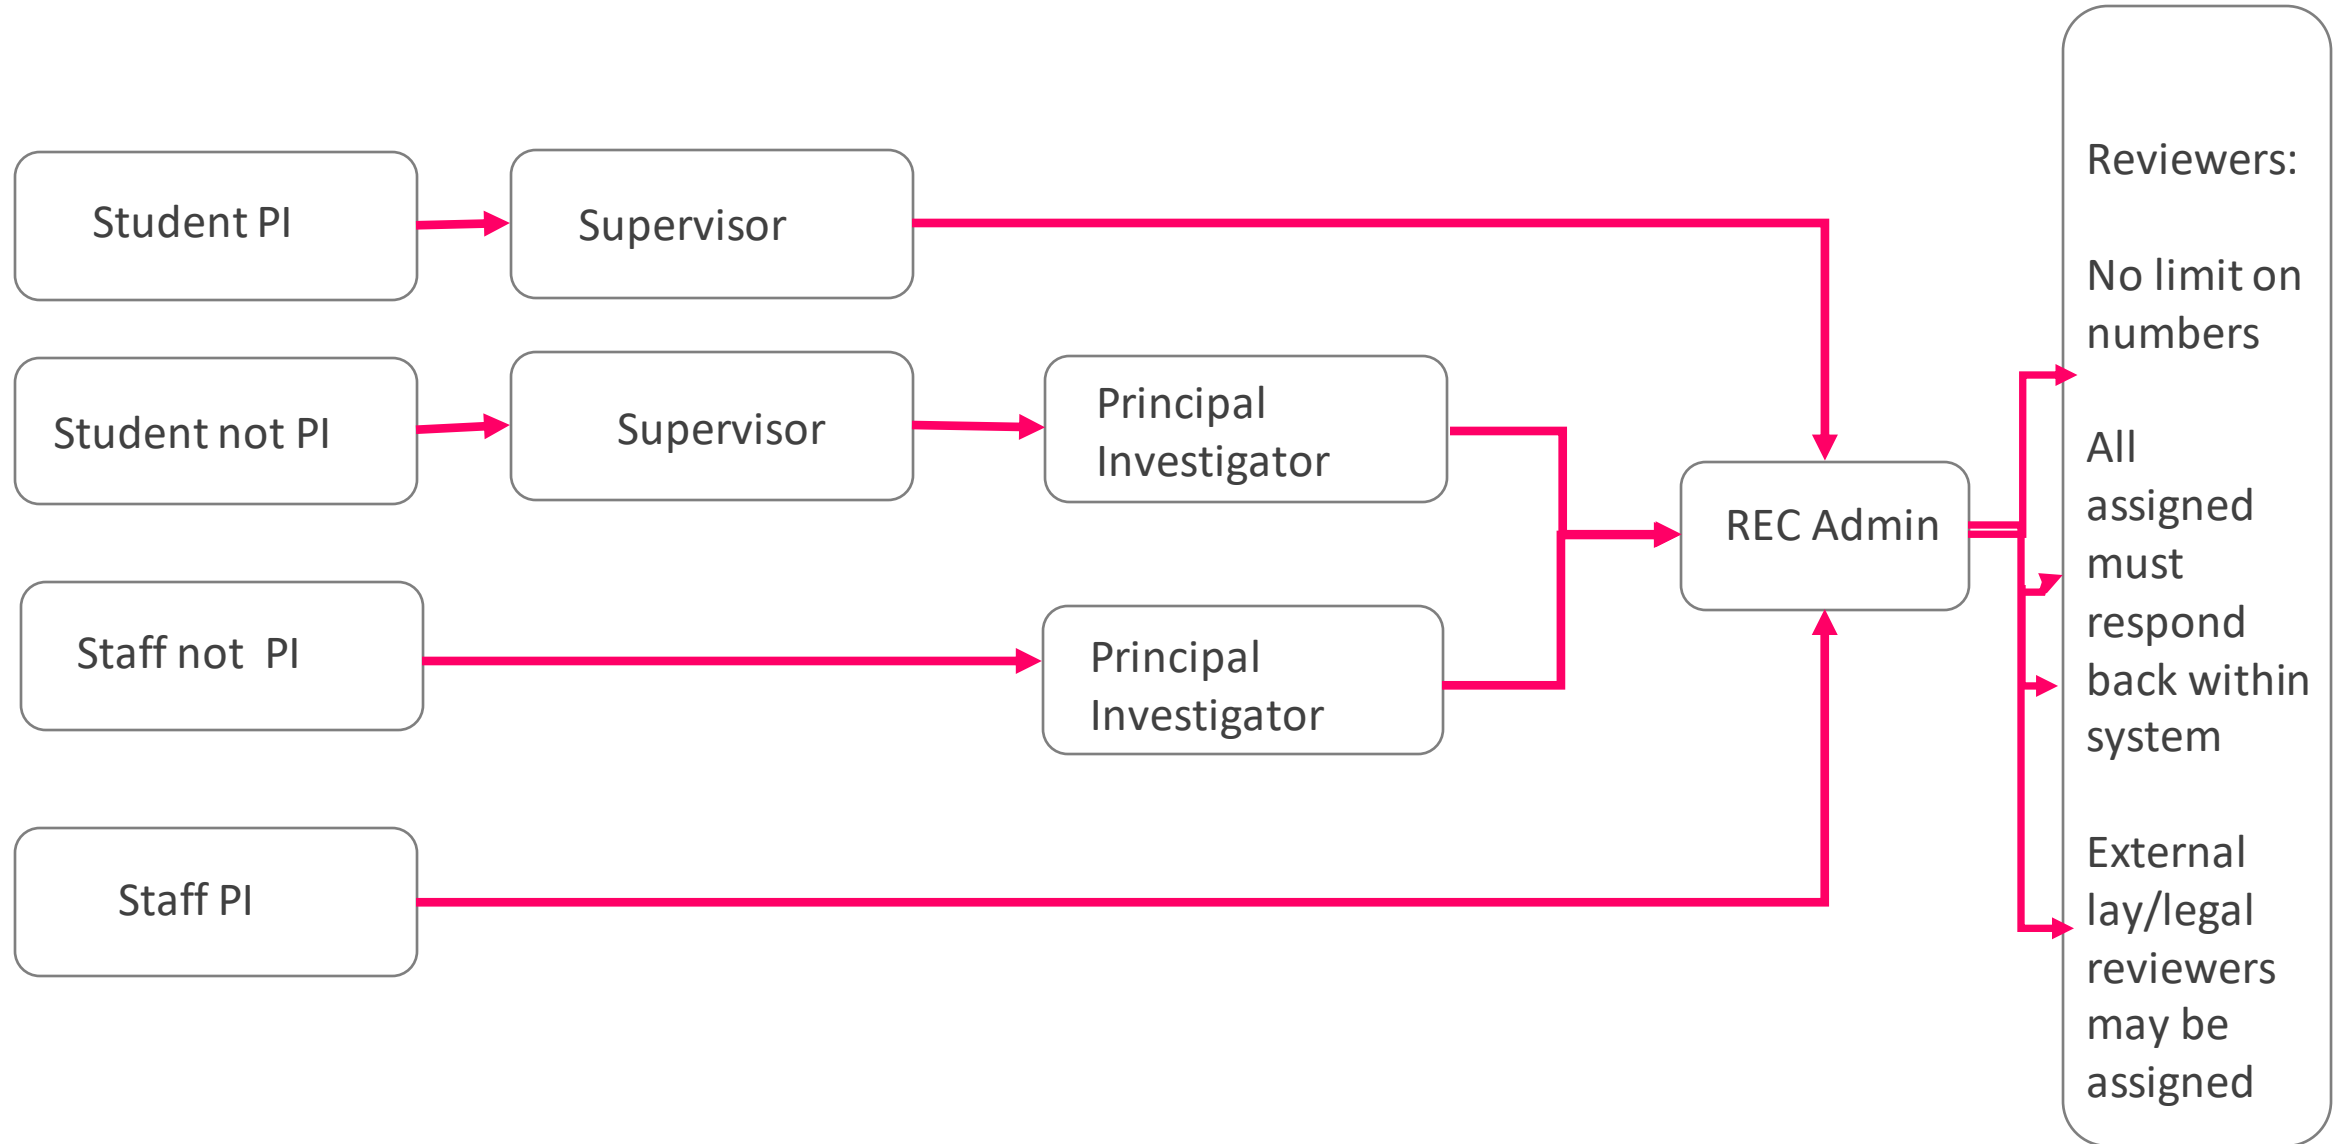 Student PI
Supervisor
Student not PI
Supervisor
Principal
Investigator
Staff not PI
Principal
Investigator
Staff PI
REC Admin
Reviewers:
No limit on
numbers
All
assigned
must
respond
back within
system
External
lay/legal
reviewers
may be
assigned